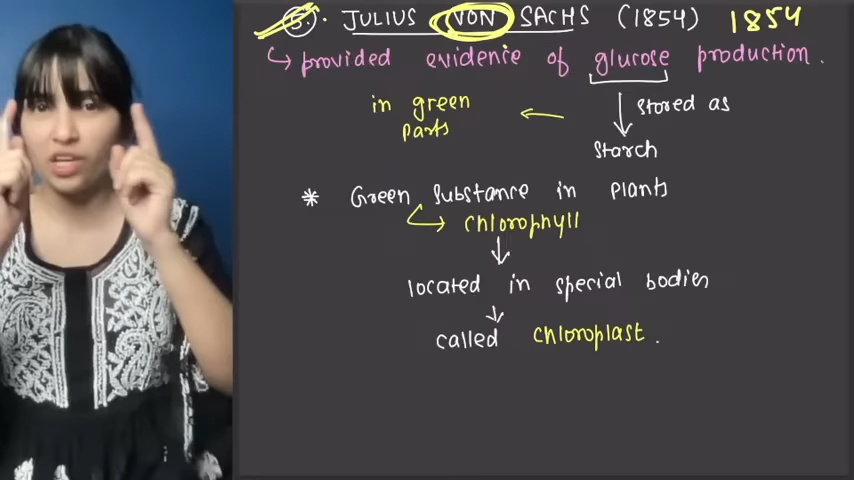 5. JULIUS VON SACHS (1854) 1854
provided evidence of glucose production.
in green parts
stored as
starch
* Green substance in plants
chlorophyll
located in special bodies
called chloroplast.